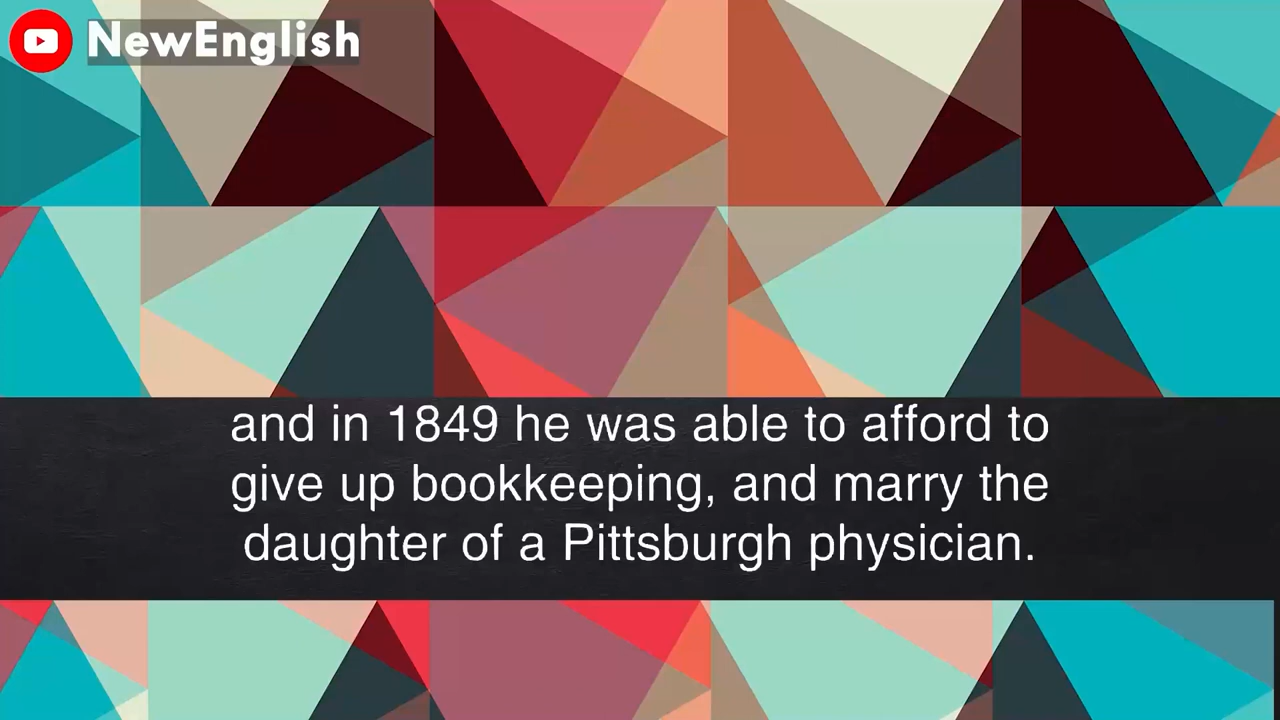 NewEnglish
and in 1849 he was able to afford to
give up bookkeeping, and marry the
daughter of a Pittsburgh physician.